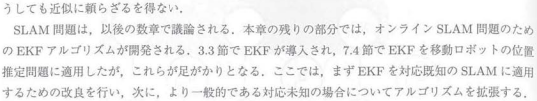 うしても近似に頼らざるを得ない．
SLAM 問題は，以後の数章で議論される．本章の残りの部分では，オンライン SLAM 問題のため
の EKF アルゴリズムが開発される．3.3 節で EKF が導入され，7.4 節で EKF を移動ロボットの位置
推定問題に適用したが，これらが足がかりとなる．ここでは，まず EKF を対応既知の SLAM に適用
するための改良を行い，次に，より一般的である対応未知の場合についてアルゴリズムを拡張する．